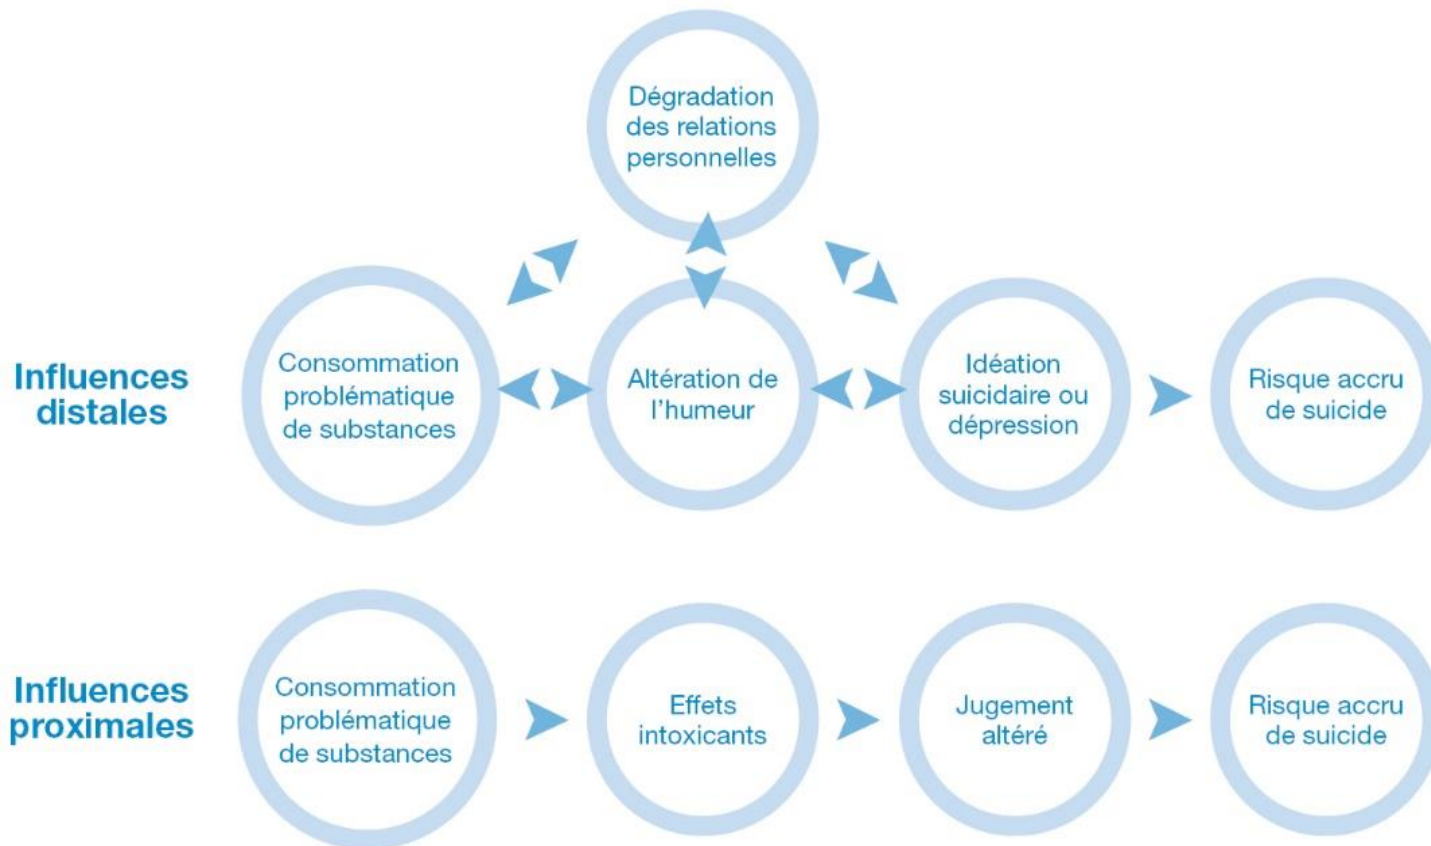 Dégradation
des relations
personnelles
Influences
distales
Consommation
problématique
de substances
Altération de
l'humeur
Idéation
suicidaire ou
dépression
Risque accru
de suicide
Influences
proximales
Consommation
problématique
de substances
Effets
intoxicants
Jugement
altéré
Risque accru
de suicide